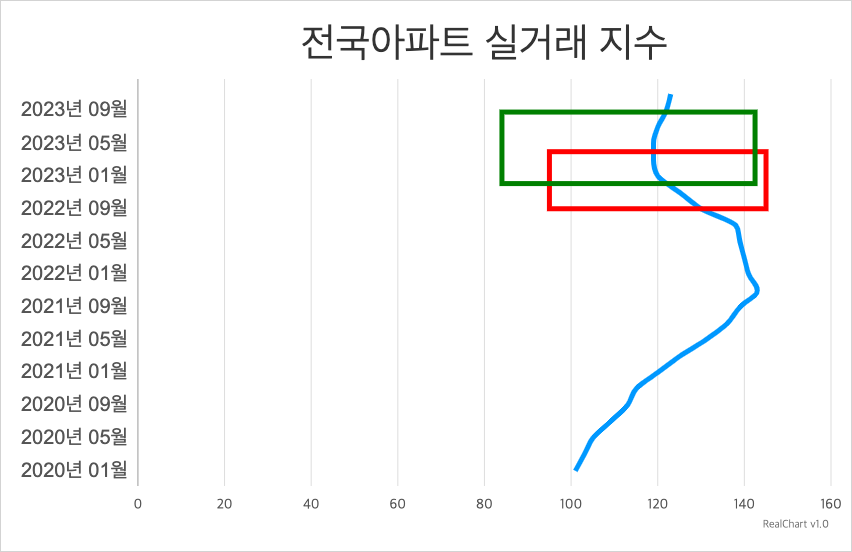 전국아파트 실거래 지수
2023년 09월
2023년 05월
2023년 01월
2022년 09월
2022년 05월
2022년 01월
2021년 09월
2021년 05월
2021년 01월
2020년 09월
2020년 05월
2020년 01월
0 20 40 60 80 100 120 140 160
RealChart v1.0